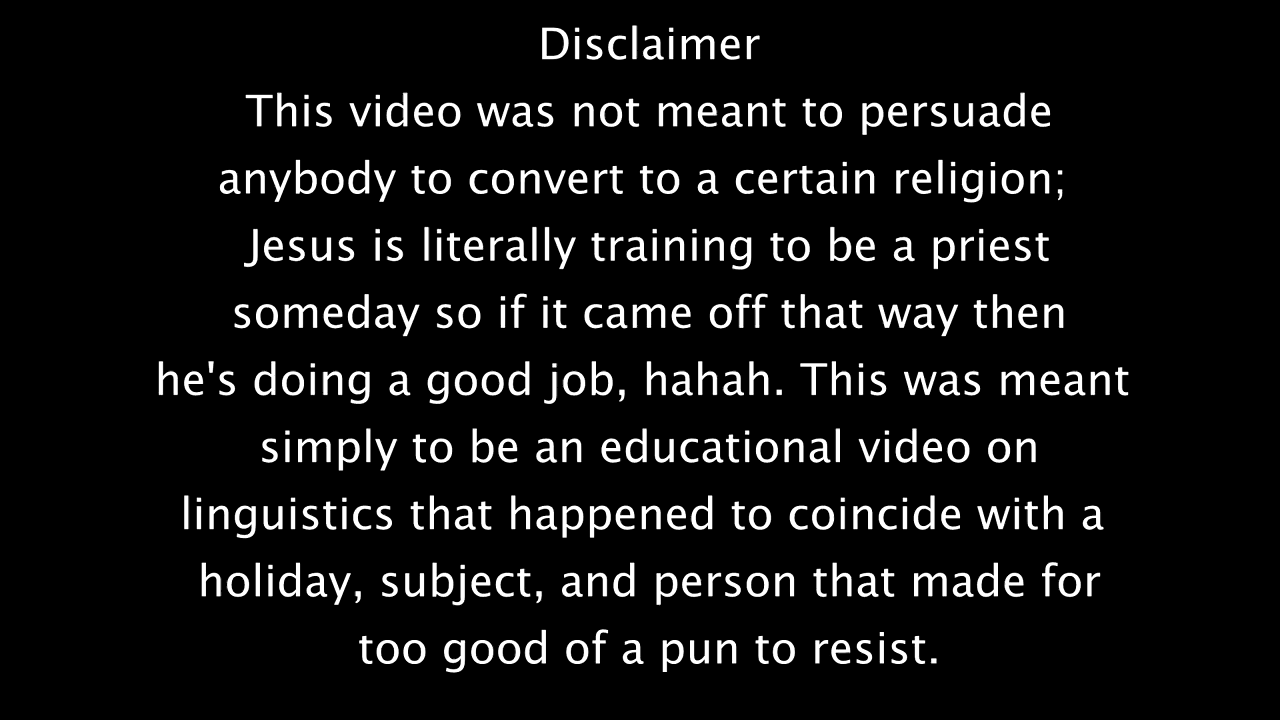 Disclaimer
This video was not meant to persuade
anybody to convert to a certain religion;
Jesus is literally training to be a priest
someday so if it came off that way then
he's doing a good job, hahah. This was meant
simply to be an educational video on
linguistics that happened to coincide with a
holiday, subject, and person that made for
too good of a pun to resist.